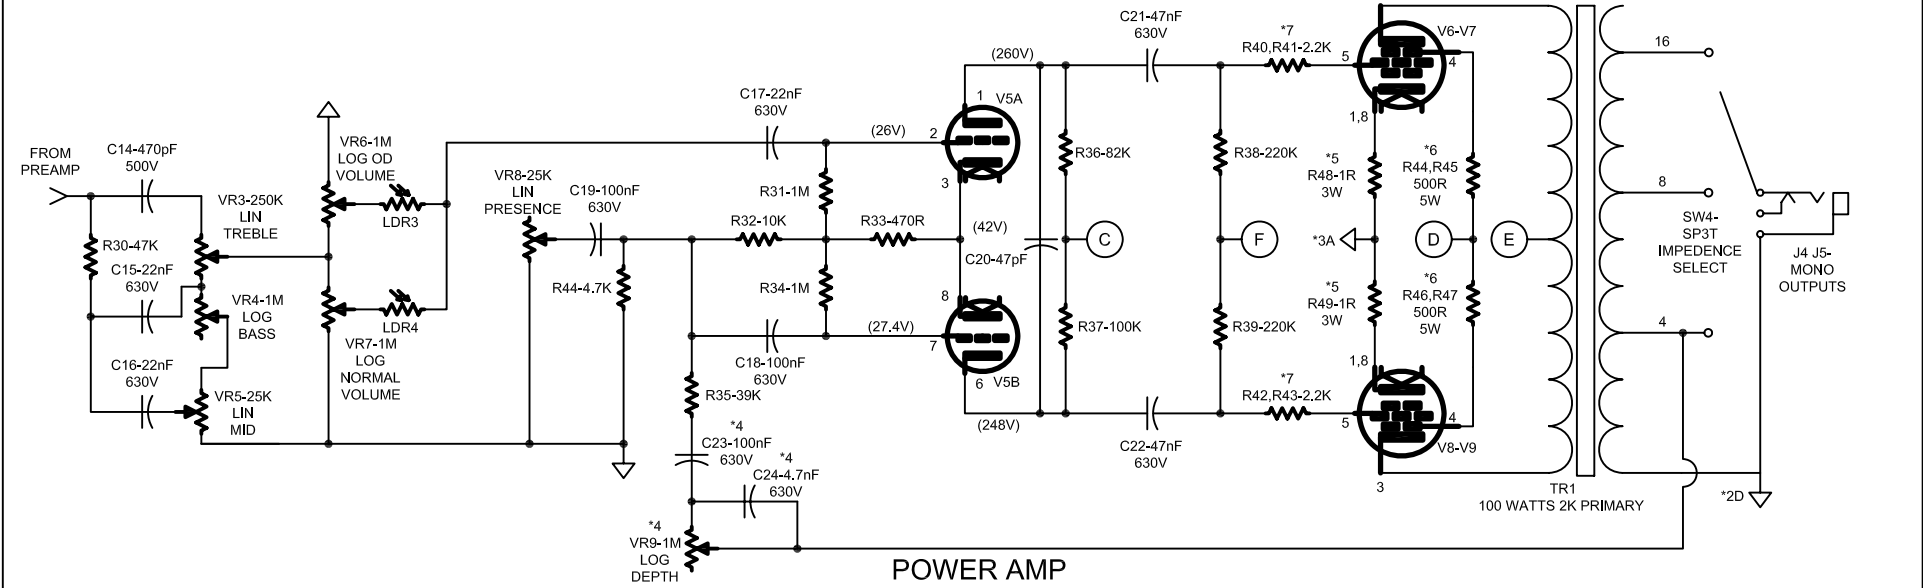 FROM
PREAMP
C14-470pF
500V
R30-47K
C15-22nF
630V
C16-22nF
630V
VR3-250K
LIN
TREBLE
VR4-1M
LOG
BASS
VR5-25K
LIN
MID
VR6-1M
LOG OD
VOLUME
LDR3
LDR4
VR7-1M
LOG
NORMAL
VOLUME
VR8-25K
LIN
PRESENCE
C19-100nF
630V
R44-4.7K
C17-22nF
630V
R31-1M
R32-10K
R33-470R
R34-1M
C18-100nF
630V
R35-39K
*4
C23-100nF
630V
*4
C24-4.7nF
630V
*4
VR9-1M
LOG
DEPTH
(26V)
2
1
V5A
3
(42V)
8
(27.4V)
7
6
V5B
(260V)
(248V)
C20-47pF
R36-82K
C
R37-100K
C21-47nF
630V
C22-47nF
630V
R38-220K
F
R39-220K
*7
R40,R41-2.2K
*7
R42,R43-2.2K
5
V6-V7
4
1,8
*5
R48-1R
3W
*3A
*5
R49-1R
3W
1,8
*6
R44,R45
500R
5W
D
*6
R46,R47
500R
5W
E
5
4
V8-V9
3
TR1
100 WATTS 2K PRIMARY
16
8
4
SW4-
SP3T
IMPEDENCE
SELECT
J4 J5-
MONO
OUTPUTS
*2D
POWER AMP